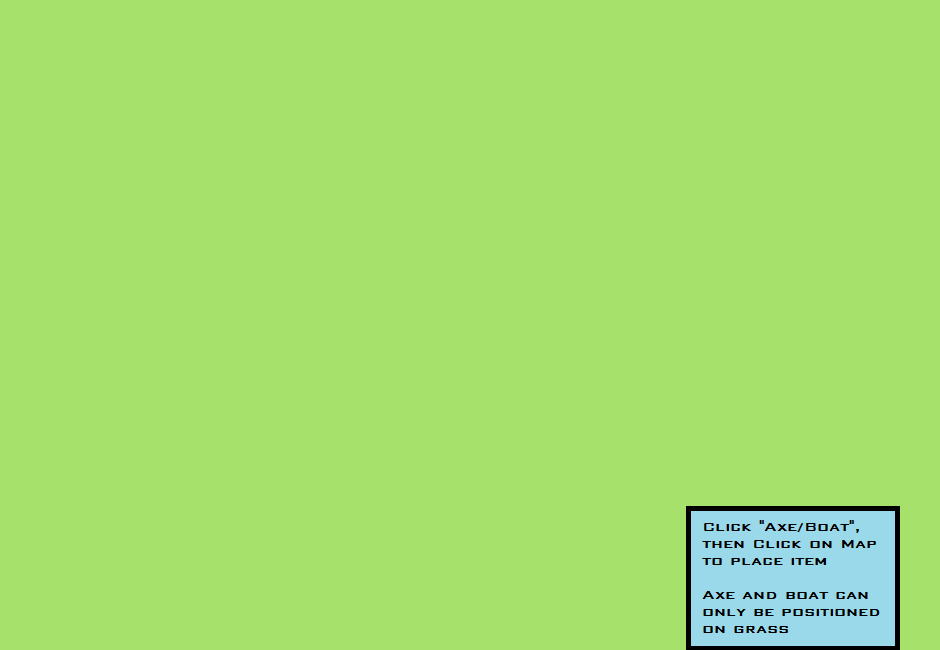 Click "Axe/Boat",
then Click on Map
to place item
Axe and boat can
only be positioned
on grass